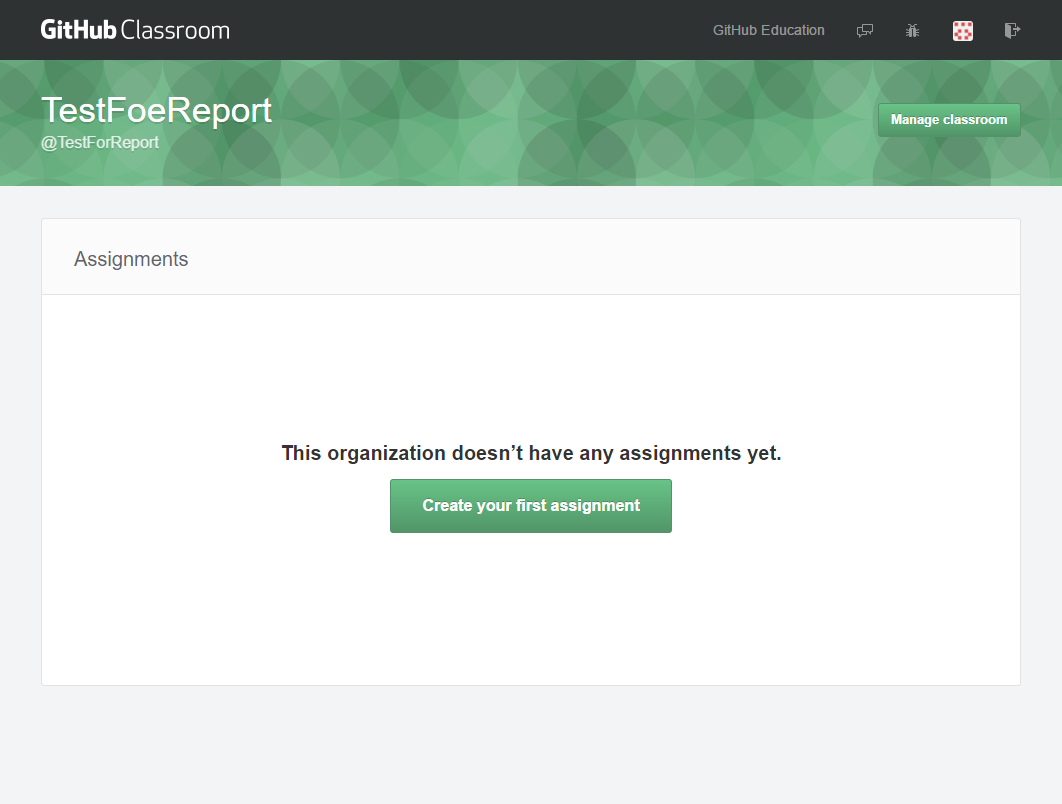 GitHub Classroom
GitHub Education
TestFoeReport
@TestForReport
Manage classroom
Assignments
This organization doesn’t have any assignments yet.
Create your first assignment